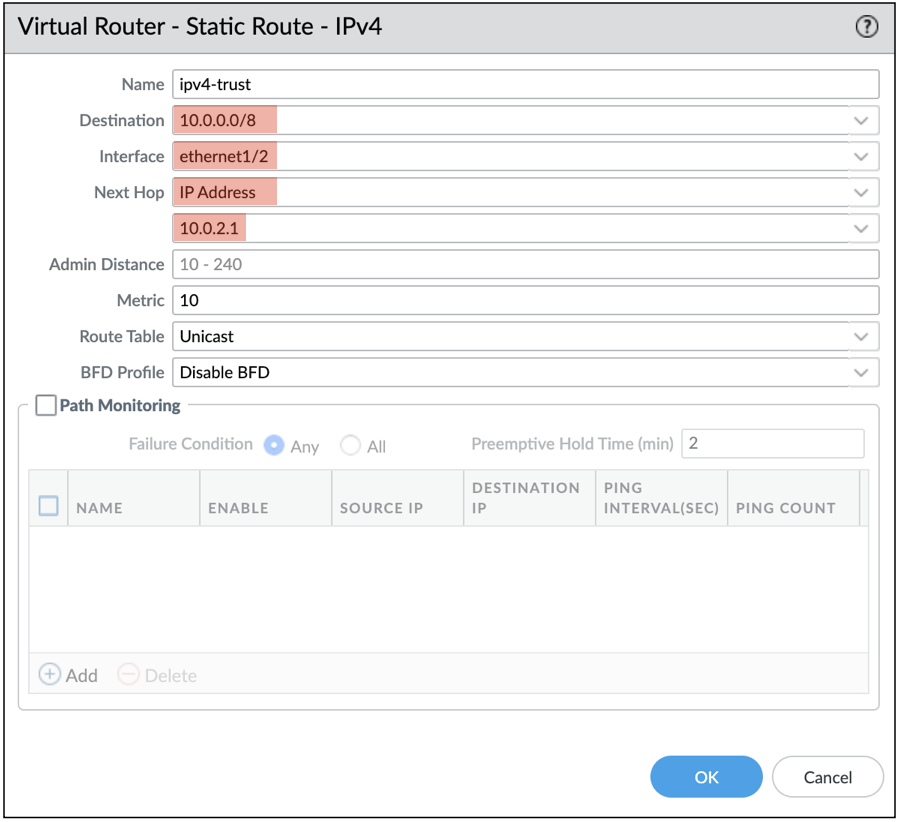 Virtual Router - Static Route - IPv4
?
Name ipv4-trust
Destination 10.0.0.0/8
Interface ethernet1/2
Next Hop IP Address
10.0.2.1
Admin Distance 10 - 240
Metric 10
Route Table Unicast
BFD Profile Disable BFD
Path Monitoring
Failure Condition Any All Preemptive Hold Time (min) 2
NAME ENABLE SOURCE IP DESTINATION IP PING INTERVAL(SEC) PING COUNT
Add Delete
OK Cancel